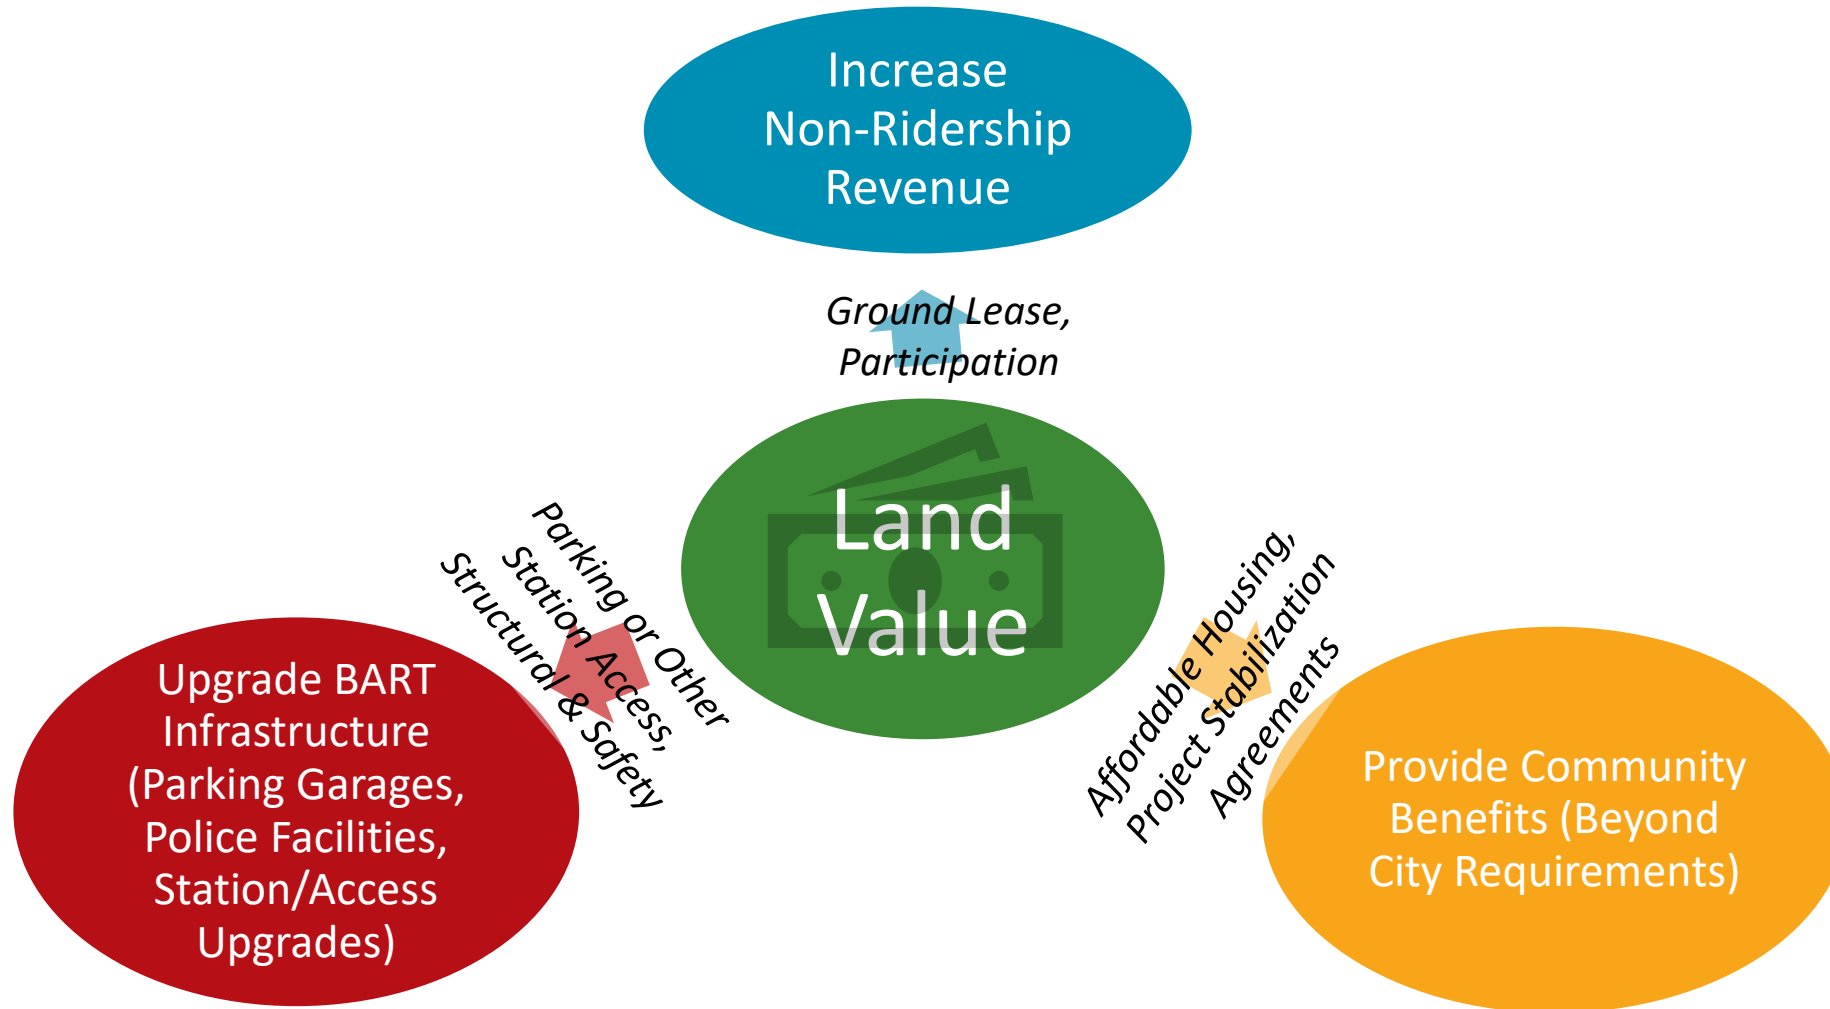 Increase
Non-Ridership
Revenue
Ground Lease,
Participation
Land
Value
Parking or Other
Station Access,
Structural & Safety
Affordable Housing,
Project Stabilization
Agreements
Upgrade BART
Infrastructure
(Parking Garages,
Police Facilities,
Station/Access
Upgrades)
Provide Community
Benefits (Beyond
City Requirements)